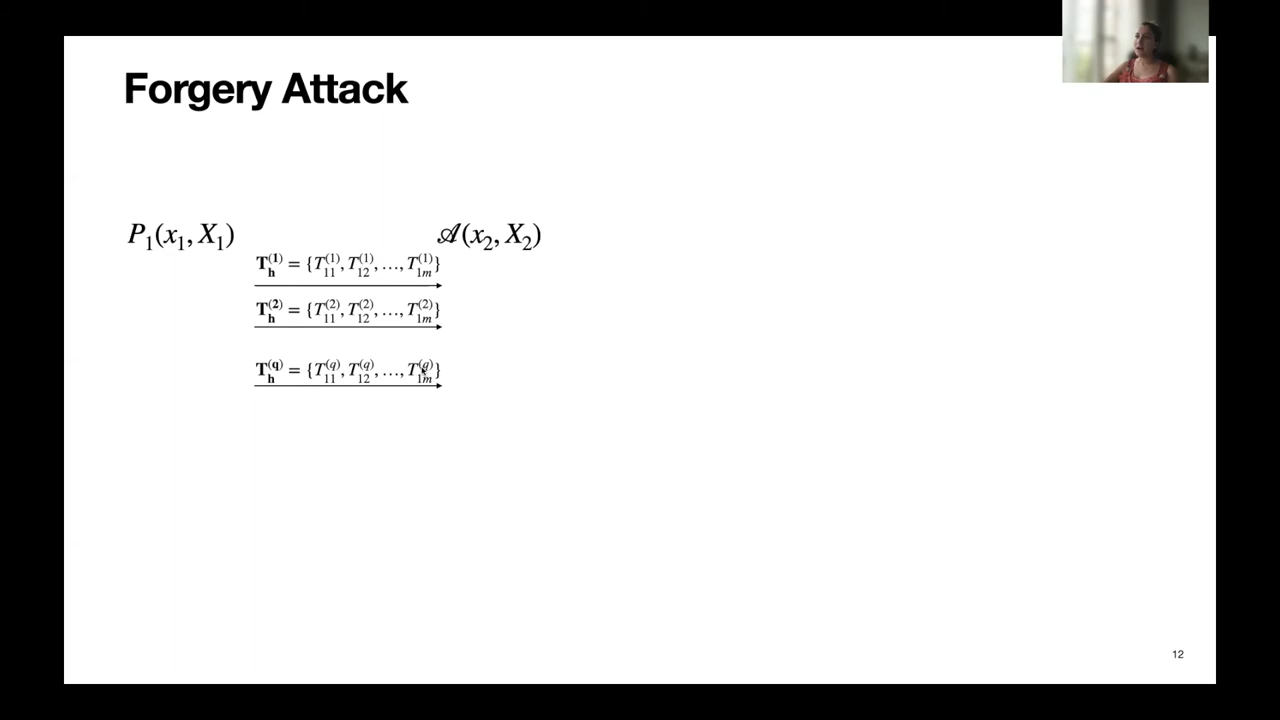 Forgery Attack
P₁(x₁, X₁) 𝒜(x₂, X₂)
T_h^(1) = {T_11^(1), T_12^(1), …, T_1m^(1)}
T_h^(2) = {T_11^(2), T_12^(2), …, T_1m^(2)}
T_h^(q) = {T_11^(q), T_12^(q), …, T_1m^(q)}
12